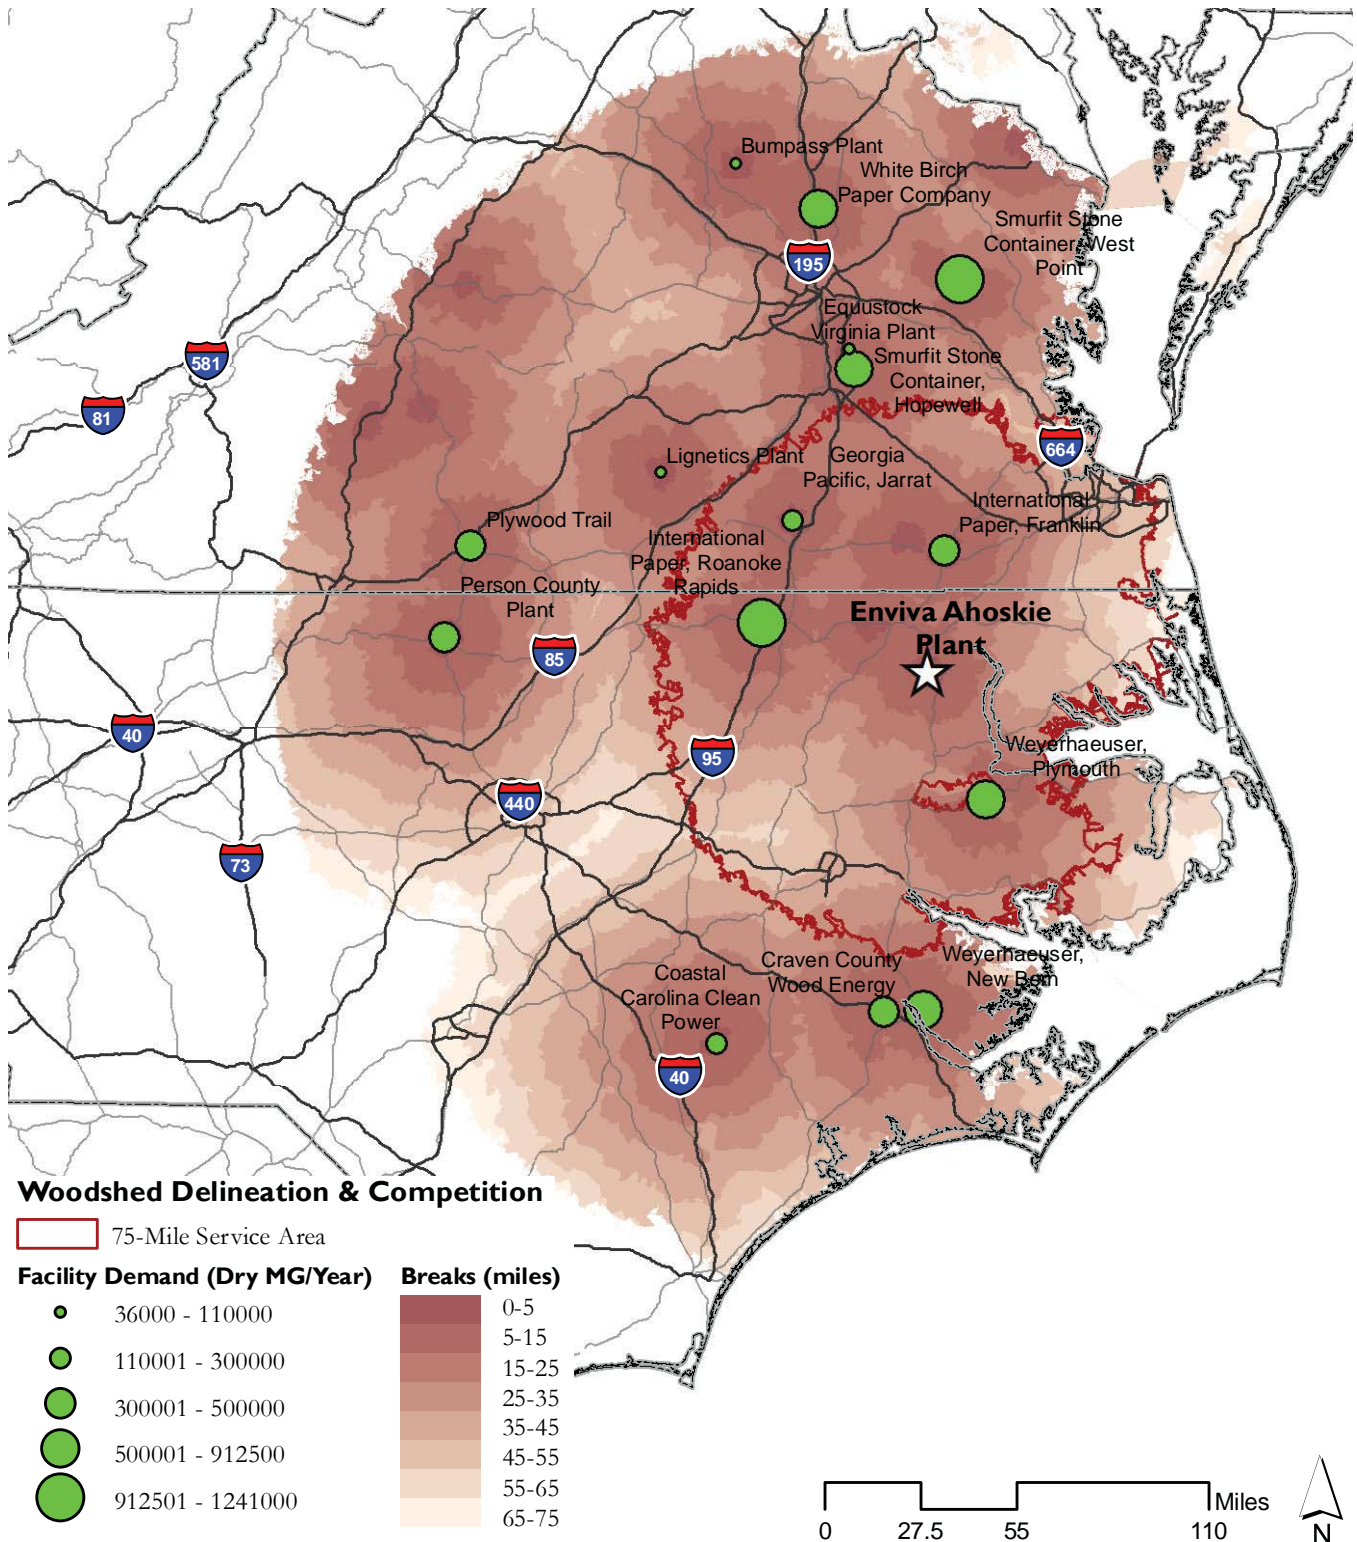 Bumpass Plant
White Birch
Paper Company
Smurfit Stone
Container, West
Point
195
Equustock
Virginia Plant
Smurfit Stone
Container,
Hopewell
581
81
664
Lignetics Plant
Georgia
Pacific, Jarrat
International
Paper, Franklin
Plywood Trail
International
Paper, Roanoke
Rapids
Person County
Plant
Enviva Ahoskie
Plant
85
40
95
Weyerhaeuser,
Plymouth
440
73
Coastal
Carolina Clean
Power
Craven County
Wood Energy
Weyerhaeuser,
New Bern
40
Woodshed Delineation & Competition
75-Mile Service Area
Facility Demand (Dry MG/Year)
36000 - 110000
110001 - 300000
300001 - 500000
500001 - 912500
912501 - 1241000
Breaks (miles)
0-5
5-15
15-25
25-35
35-45
45-55
55-65
65-75
Miles
0 27.5 55 110
N